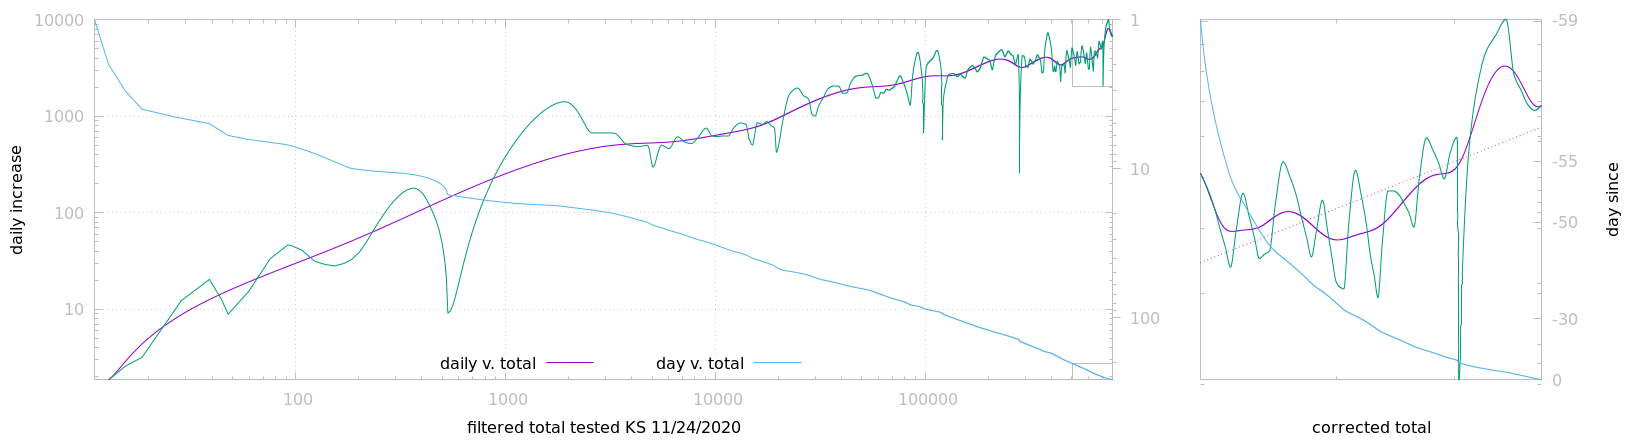 10000
1000
100
10
daily increase
daily v. total
day v. total
100
1000
10000
100000
filtered total tested KS 11/24/2020
1
10
100
-59
-55
-50
-30
0
day since
corrected total